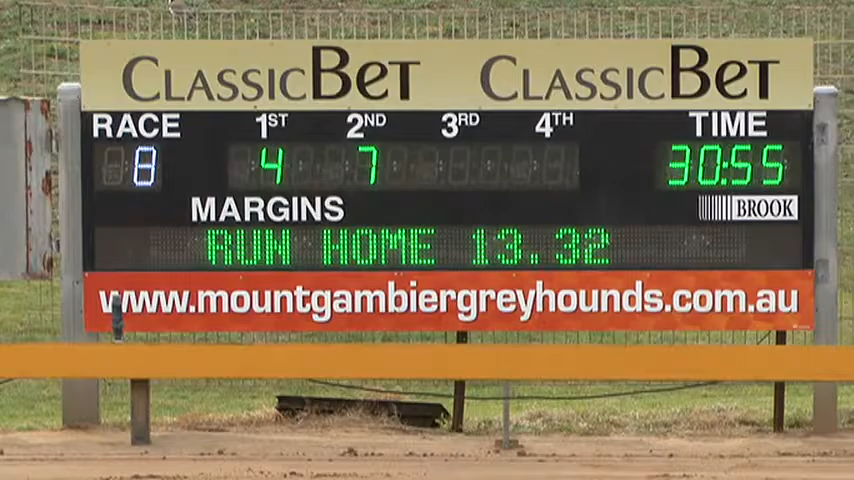 CLASSICBET CLASSICBET
RACE 1ST 2ND 3RD 4TH TIME
8 4 7 30:55
MARGINS BROOK
RUN HOME 13.32
www.mountgambiergreyhounds.com.au